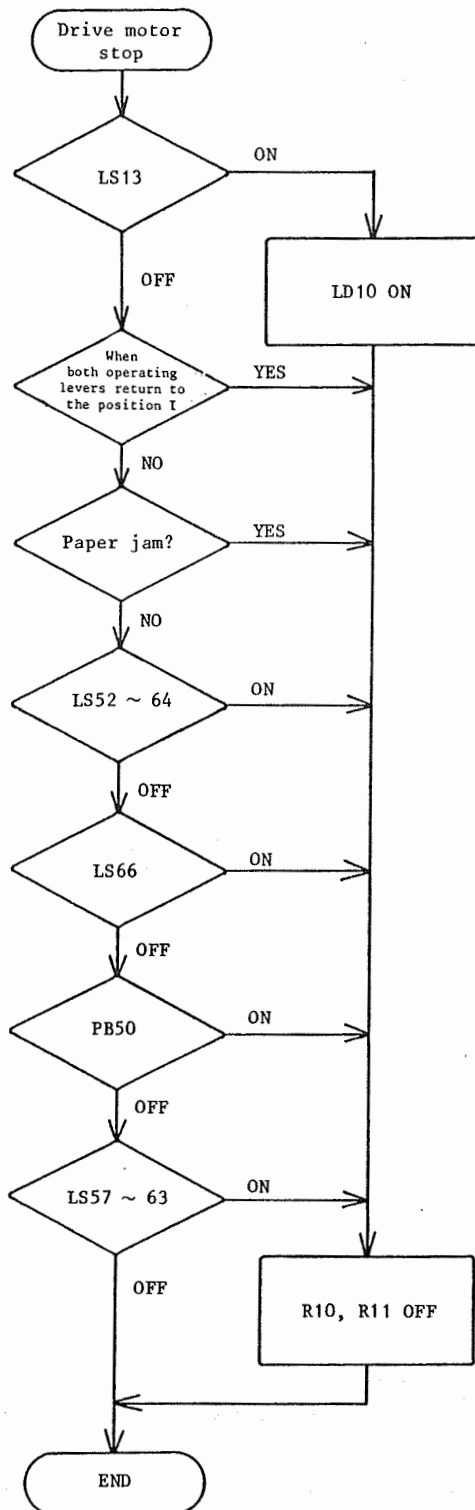 Drive motor
stop
LS13
ON
LD10 ON
OFF
When
both operating
levers return to
the position I
YES
NO
Paper jam?
YES
NO
LS52 ~ 64
ON
OFF
LS66
ON
OFF
PB50
ON
OFF
LS57 ~ 63
ON
OFF
R10, R11 OFF
END